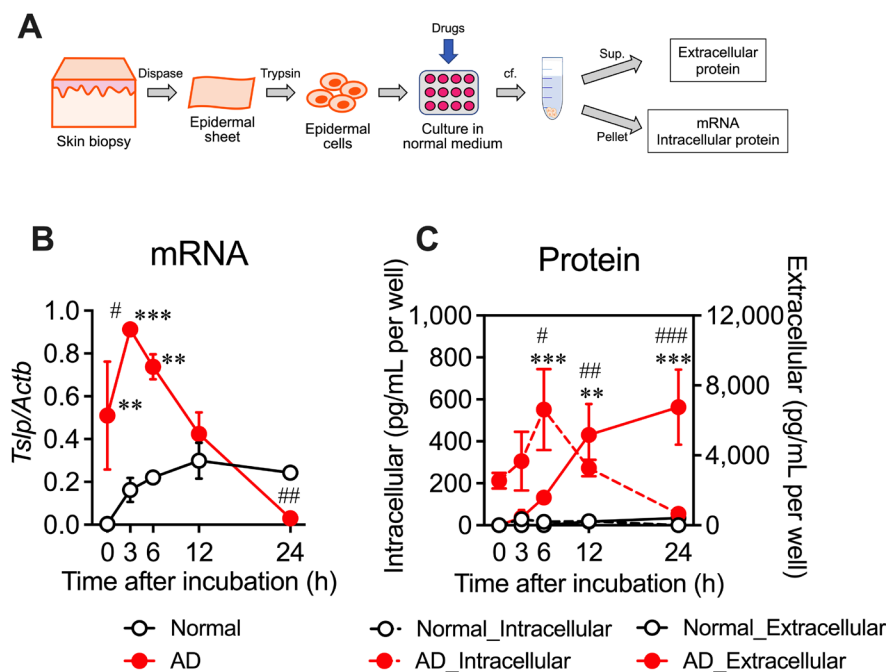 A
Drugs
Dispase
Trypsin
cf.
Sup.
Extracellular
protein
Skin biopsy
Epidermal
sheet
Epidermal
cells
Culture in
normal medium
Pellet
mRNA
Intracellular protein
B
mRNA
Tslp/Actb
1.0
0.8
0.6
0.4
0.2
0.0
# ***
**
**
##
0 3 6 12 24
Time after incubation (h)
Normal
AD
C
Protein
Intracellular (pg/mL per well)
1,000
800
600
400
200
0
#
***
##
**
###
***
12,000
8,000
4,000
0
Extracellular (pg/mL per well)
0 3 6 12 24
Time after incubation (h)
Normal_Intracellular
AD_Intracellular
Normal_Extracellular
AD_Extracellular